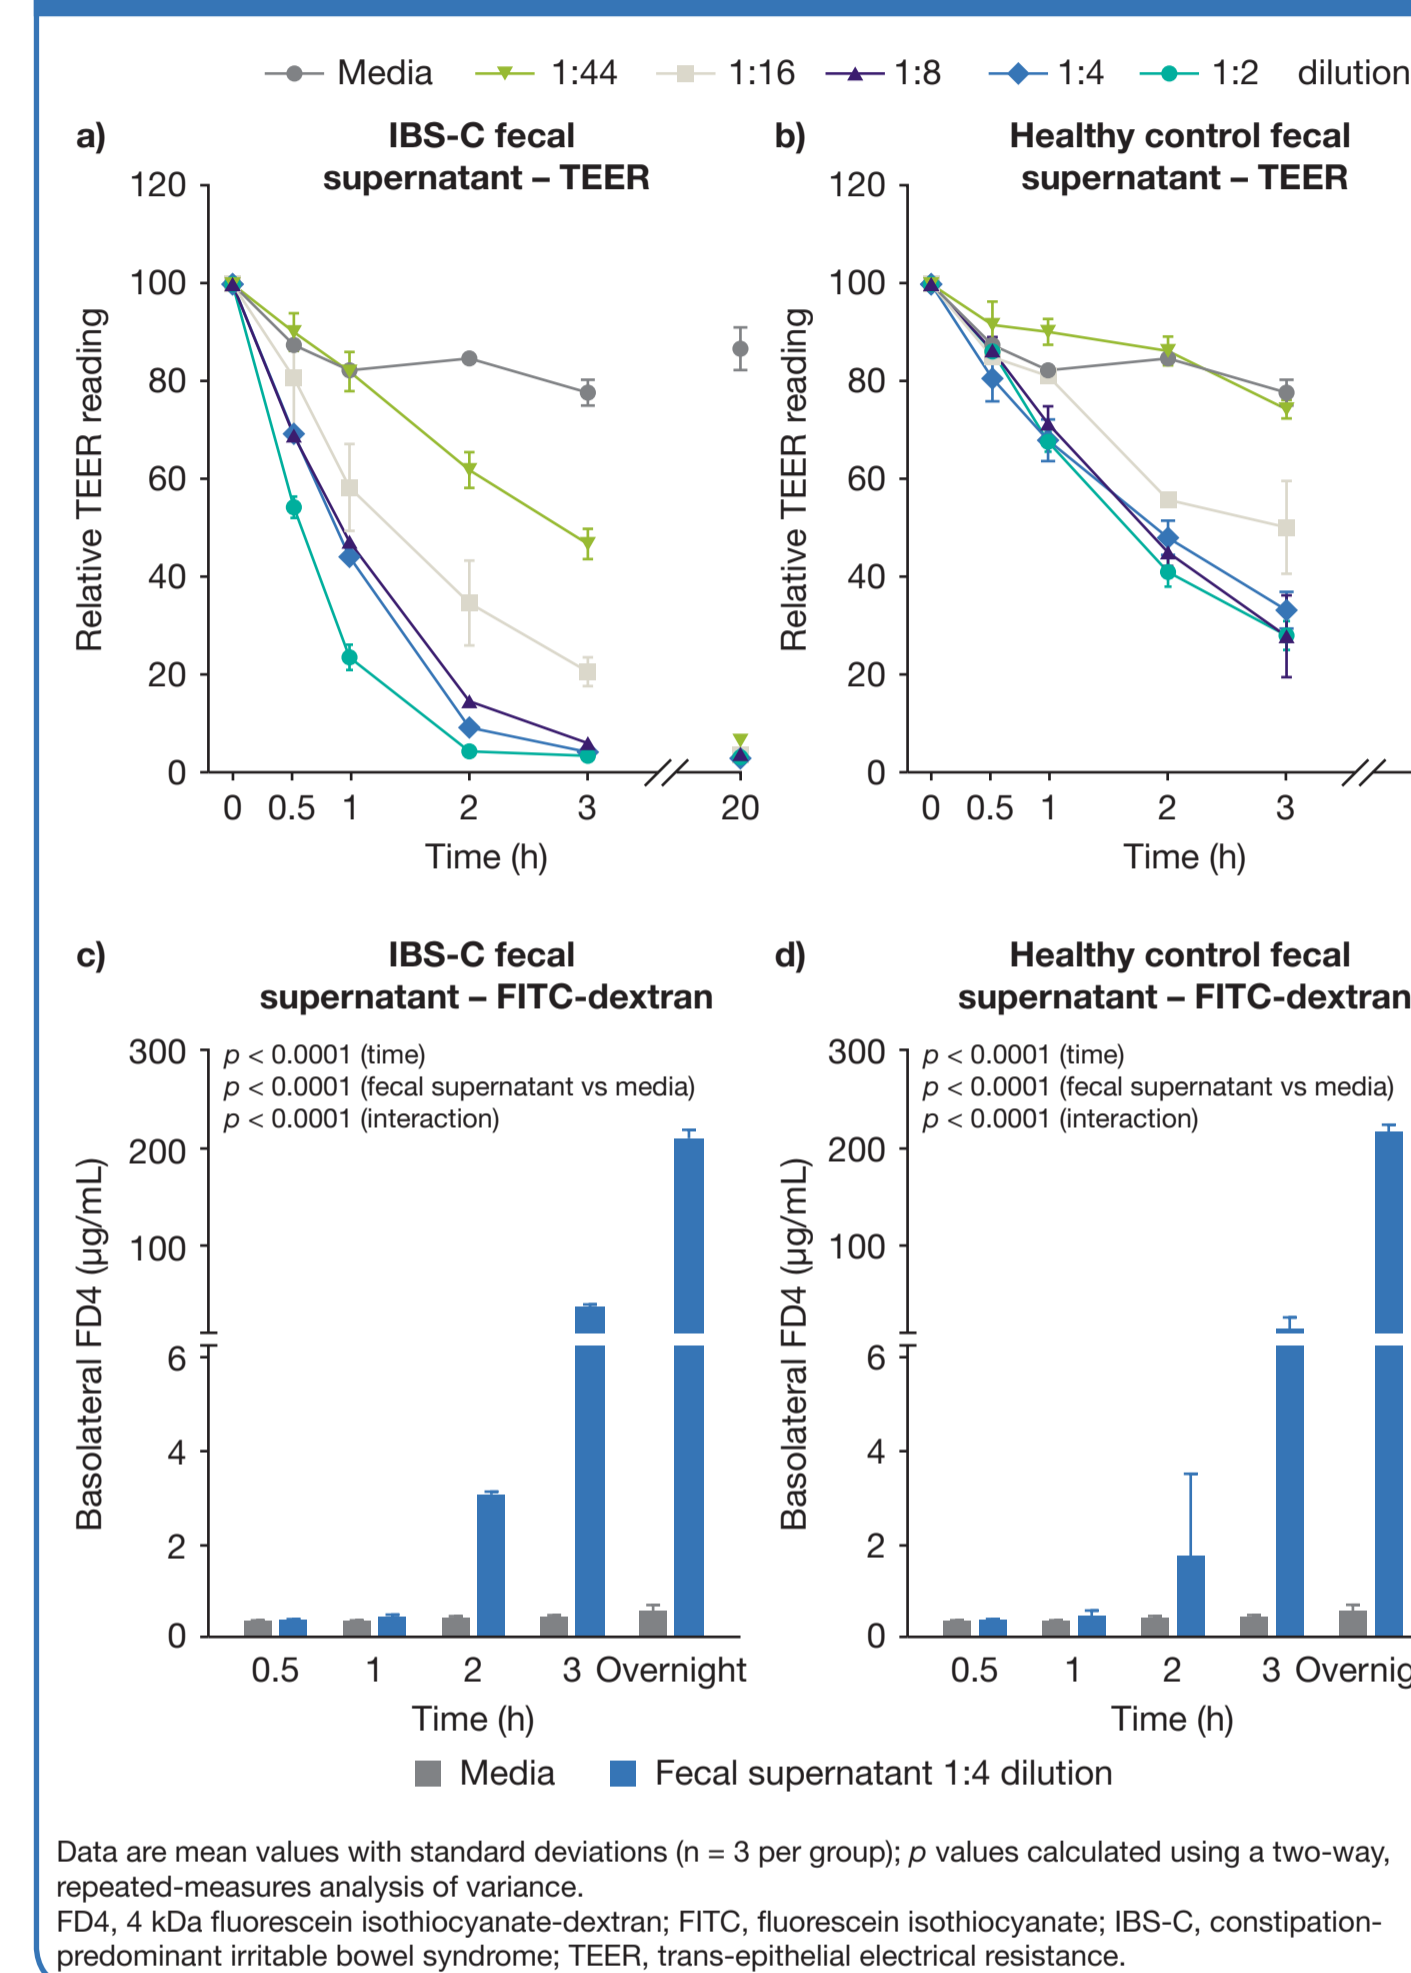 Media 1:44 1:16 1:8 1:4 1:2 dilution
a) IBS-C fecal
supernatant – TEER
120
100
80
60
40
20
0
Relative TEER reading
0 0.5 1 2 3 20
Time (h)
b) Healthy control fecal
supernatant – TEER
120
100
80
60
40
20
0
Relative TEER reading
0 0.5 1 2 3
Time (h)
c) IBS-C fecal
supernatant – FITC-dextran
p < 0.0001 (time)
p < 0.0001 (fecal supernatant vs media)
p < 0.0001 (interaction)
300
200
100
6
4
2
0
Basolateral FD4 (µg/mL)
0.5 1 2 3 Overnight
Time (h)
d) Healthy control fecal
supernatant – FITC-dextran
p < 0.0001 (time)
p < 0.0001 (fecal supernatant vs media)
p < 0.0001 (interaction)
300
200
100
6
4
2
0
Basolateral FD4 (µg/mL)
0.5 1 2 3 Overnig
Time (h)
Media Fecal supernatant 1:4 dilution
Data are mean values with standard deviations (n = 3 per group); p values calculated using a two-way,
repeated-measures analysis of variance.
FD4, 4 kDa fluorescein isothiocyanate-dextran; FITC, fluorescein isothiocyanate; IBS-C, constipation-
predominant irritable bowel syndrome; TEER, trans-epithelial electrical resistance.